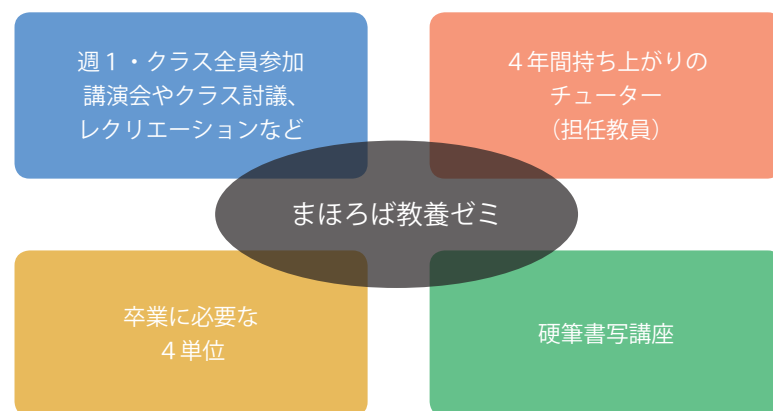 週１・クラス全員参加
講演会やクラス討議、
レクリエーションなど
４年間持ち上がりの
チューター
（担任教員）
まほろば教養ゼミ
卒業に必要な
４単位
硬筆書写講座